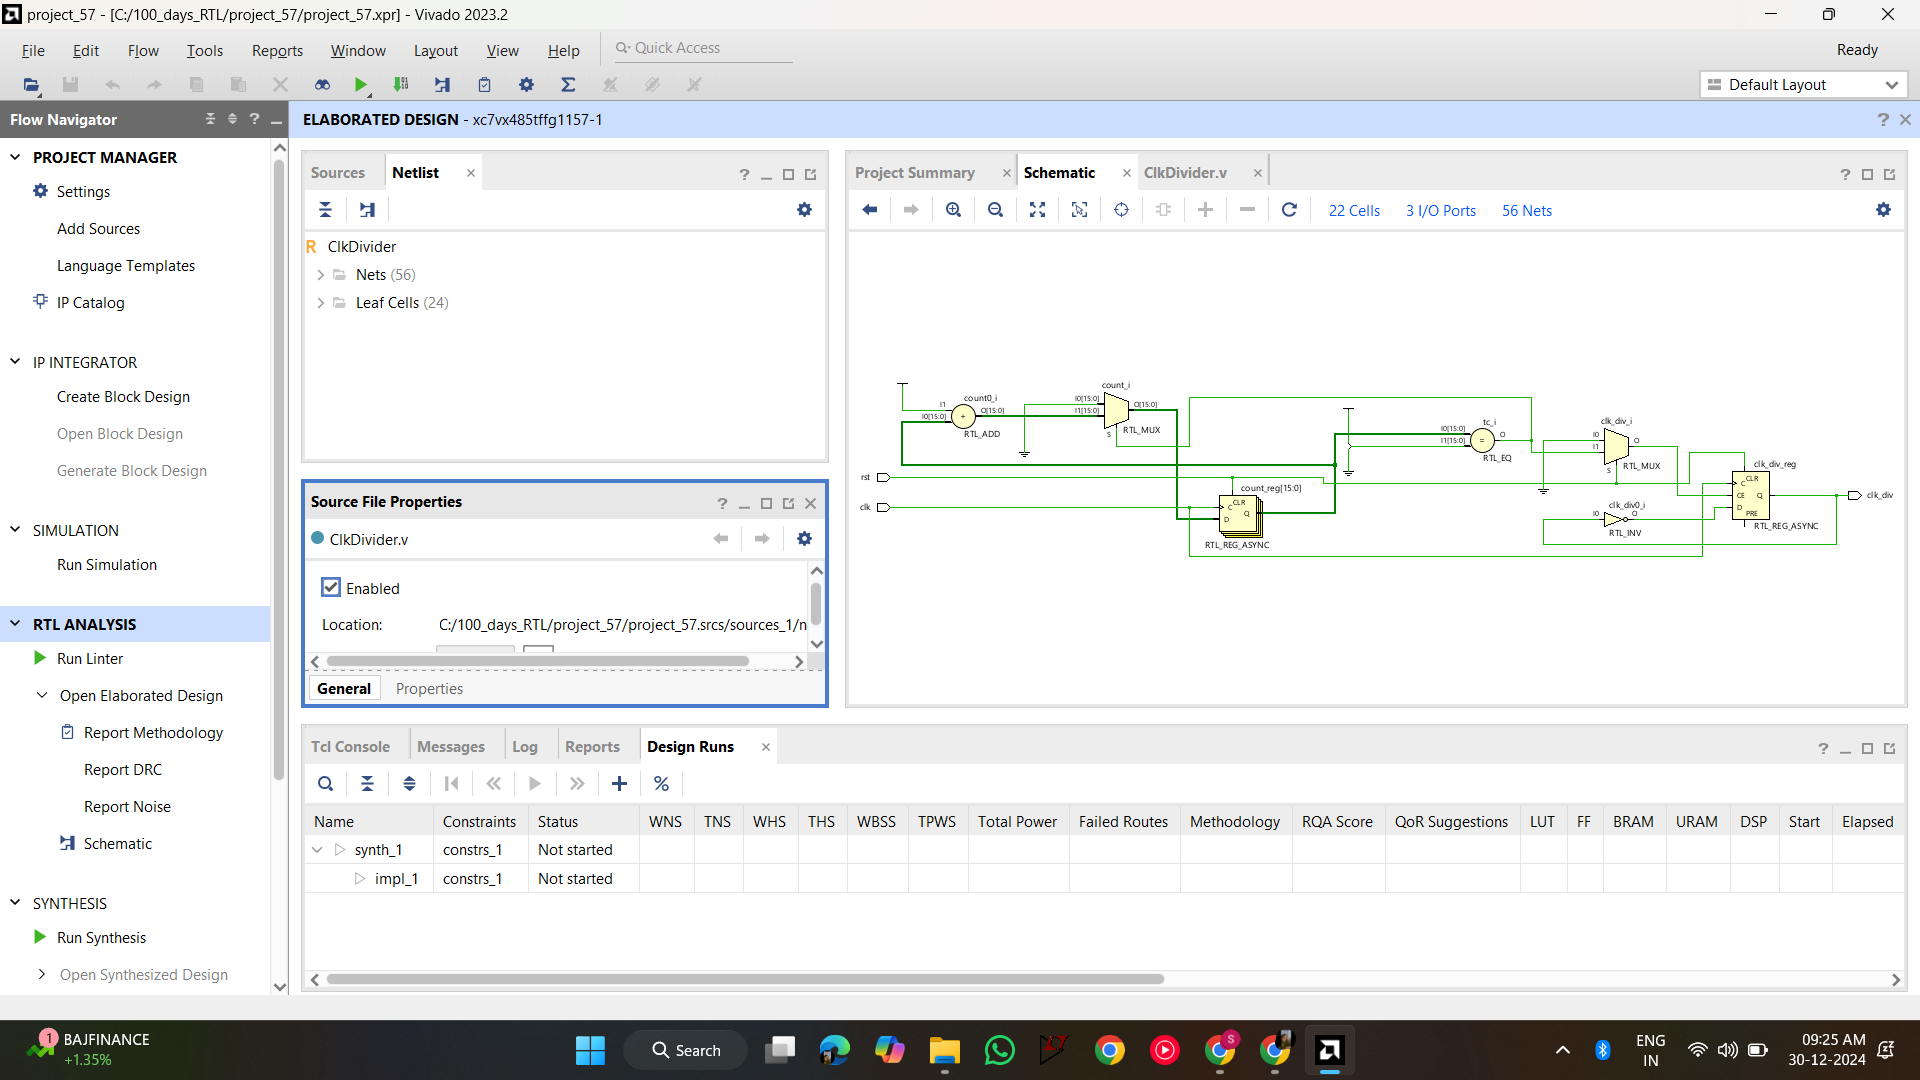 project_57 - [C:/100_days_RTL/project_57/project_57.xpr] - Vivado 2023.2
File Edit Flow Tools Reports Window Layout View Help Quick Access Ready
Default Layout
Flow Navigator
PROJECT MANAGER
Settings
Add Sources
Language Templates
IP Catalog
IP INTEGRATOR
Create Block Design
Open Block Design
Generate Block Design
SIMULATION
Run Simulation
RTL ANALYSIS
Run Linter
Open Elaborated Design
Report Methodology
Report DRC
Report Noise
Schematic
SYNTHESIS
Run Synthesis
Open Synthesized Design
ELABORATED DESIGN - xc7vx485tffg1157-1
Sources Netlist
R ClkDivider
Nets (56)
Leaf Cells (24)
Source File Properties
ClkDivider.v
Enabled
Location: C:/100_days_RTL/project_57/project_57.srcs/sources_1/n
General Properties
Project Summary Schematic ClkDivider.v
22 Cells 3 I/O Ports 56 Nets
count0_i
I1
I0[15:0]
O[15:0]
+
RTL_ADD
count_i
I0[15:0]
I1[15:0]
O[15:0]
S
RTL_MUX
rst
clk
count_reg[15:0]
CLR
C
D
Q
RTL_REG_ASYNC
tc_i
I0[15:0]
I1[15:0]
O
=
RTL_EQ
clk_div_i
I0
I1
O
S
RTL_MUX
clk_div0_i
I0
O
RTL_INV
clk_div_reg
CLR
C
CE
D
Q
PRE
RTL_REG_ASYNC
clk_div
Tcl Console Messages Log Reports Design Runs
Name Constraints Status WNS TNS WHS THS WBSS TPWS Total Power Failed Routes Methodology RQA Score QoR Suggestions LUT FF BRAM URAM DSP Start Elapsed
synth_1 constrs_1 Not started
impl_1 constrs_1 Not started
1
BAJFINANCE
+1.35%
Search
S
ENG
IN
09:25 AM
30-12-2024